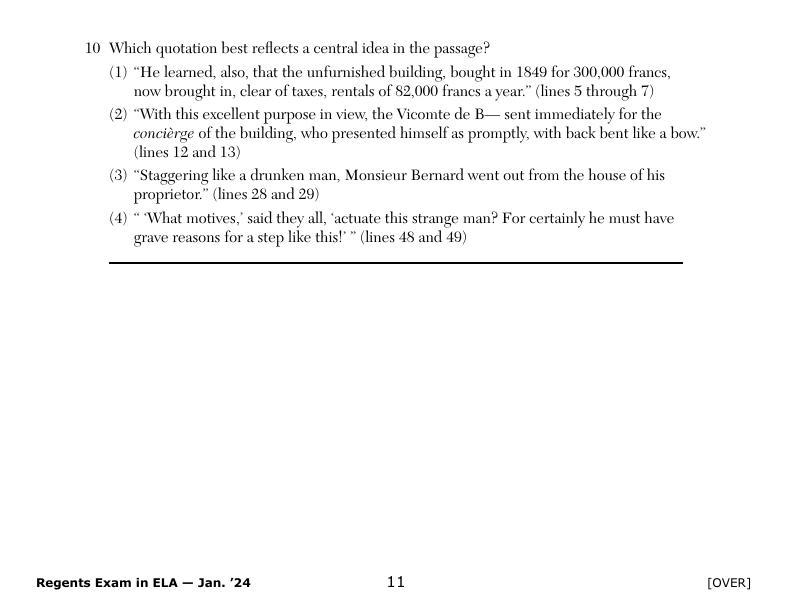 10 Which quotation best reflects a central idea in the passage?
(1) “He learned, also, that the unfurnished building, bought in 1849 for 300,000 francs,
now brought in, clear of taxes, rentals of 82,000 francs a year.” (lines 5 through 7)
(2) “With this excellent purpose in view, the Vicomte de B— sent immediately for the
concièrge of the building, who presented himself as promptly, with back bent like a bow.”
(lines 12 and 13)
(3) “Staggering like a drunken man, Monsieur Bernard went out from the house of his
proprietor.” (lines 28 and 29)
(4) “ ‘What motives,’ said they all, ‘actuate this strange man? For certainly he must have
grave reasons for a step like this!’ ” (lines 48 and 49)
Regents Exam in ELA — Jan. ’24 11 [OVER]